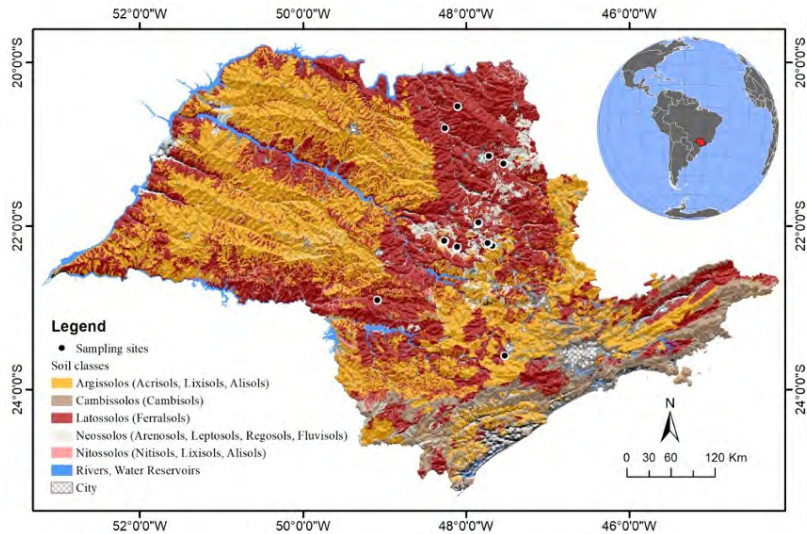 52°0'0"W 50°0'0"W 48°0'0"W 46°0'0"W
20°0'0"S 20°0'0"S
22°0'0"S 22°0'0"S
24°0'0"S 24°0'0"S
Legend
Sampling sites
Soil classes
Argissolos (Acrisols, Lixisols, Alisols)
Cambissolos (Cambisols)
Latossolos (Ferralsols)
Neossolos (Arenosols, Leptosols, Regosols, Fluvisols)
Nitossolos (Nitisols, Lixisols, Alisols)
Rivers, Water Reservoirs
City
N
0 30 60 120 Km
52°0'0"W 50°0'0"W 48°0'0"W 46°0'0"W